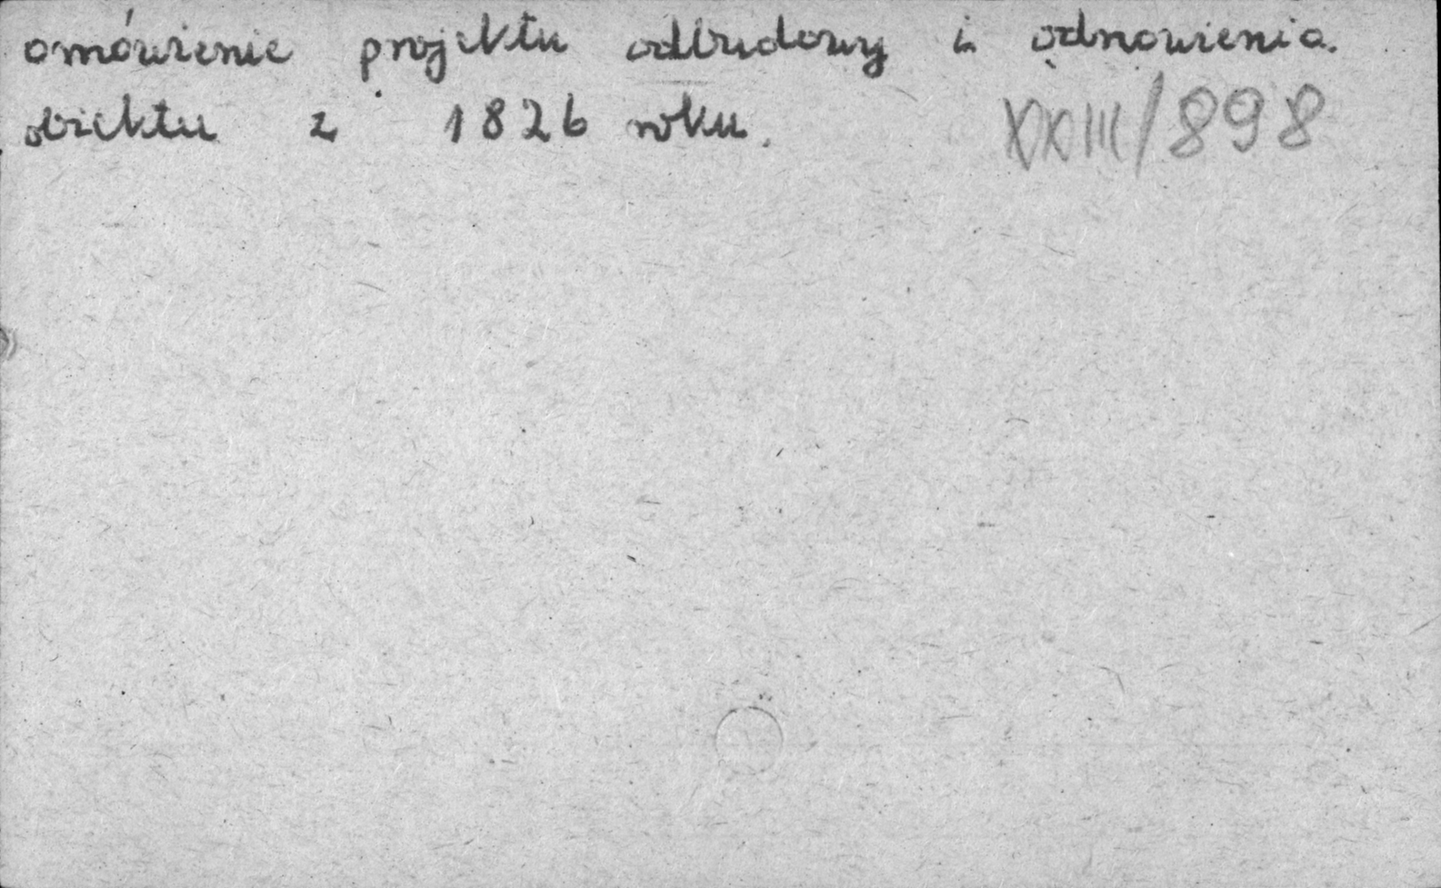 omówienie projektu odbudowy i odnowienia
obiektu z 1826 roku. XXIII/898